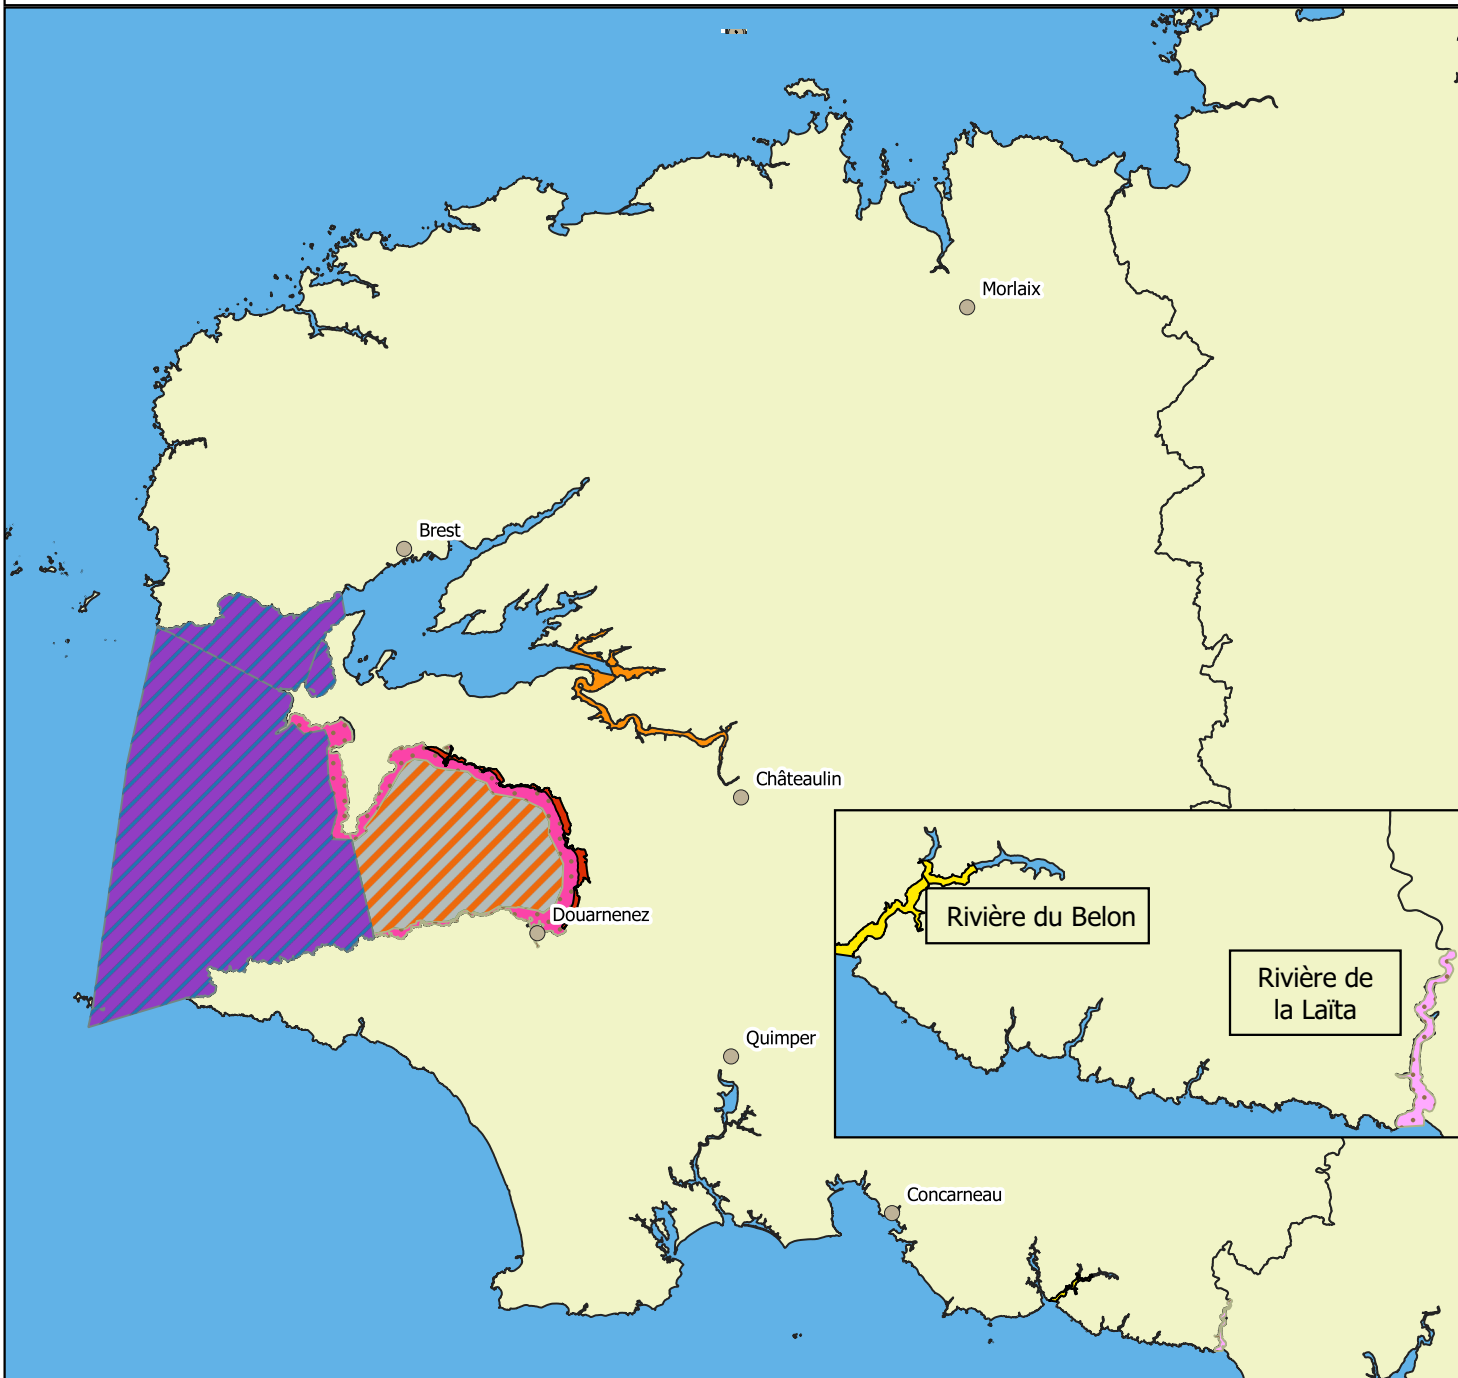 Morlaix
Brest
Châteaulin
Rivière du Belon
Douarnenez
Rivière de
la Laïta
Quimper
Concarneau